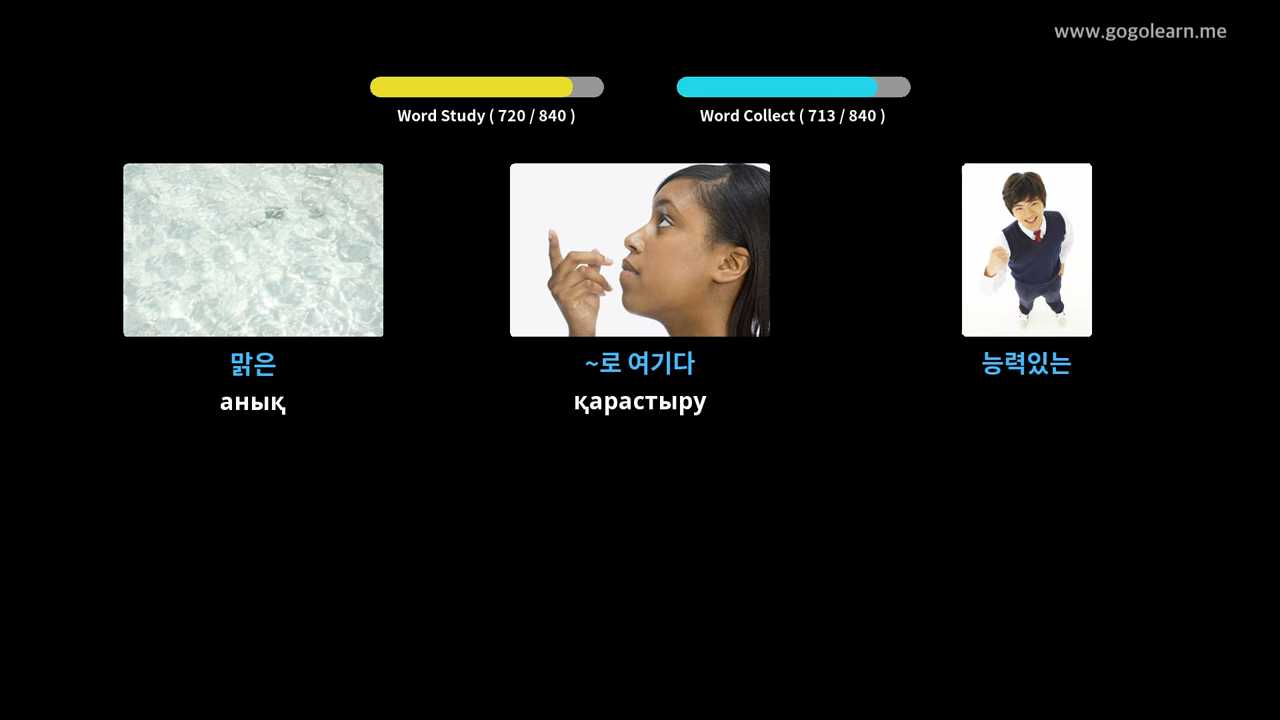 www.gogolearn.me
Word Study ( 720 / 840 )
Word Collect ( 713 / 840 )
맑은
~로 여기다
능력있는
анық
қарастыру